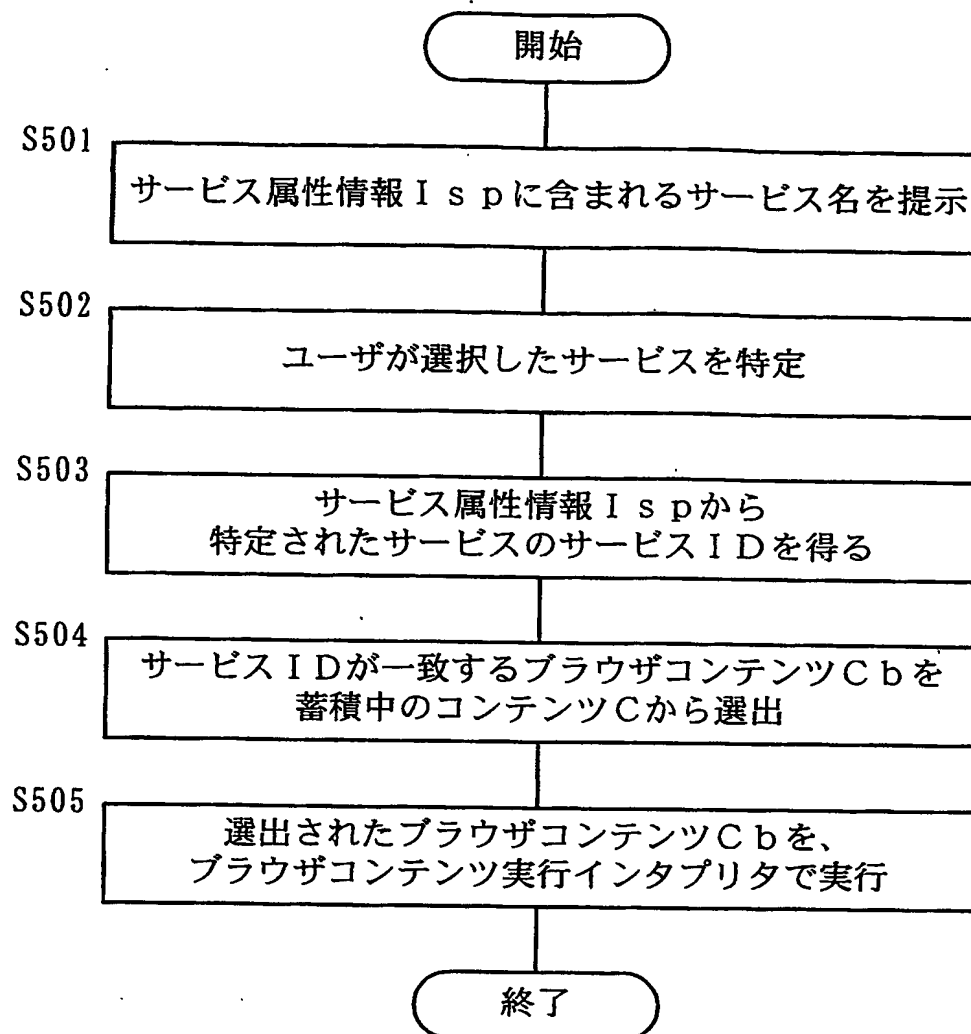 開始
S501
サービス属性情報Ｉｓｐに含まれるサービス名を提示
S502
ユーザが選択したサービスを特定
S503
サービス属性情報Ｉｓｐから
特定されたサービスのサービスＩＤを得る
S504
サービスＩＤが一致するブラウザコンテンツＣｂを
蓄積中のコンテンツＣから選出
S505
選出されたブラウザコンテンツＣｂを、
ブラウザコンテンツ実行インタプリタで実行
終了